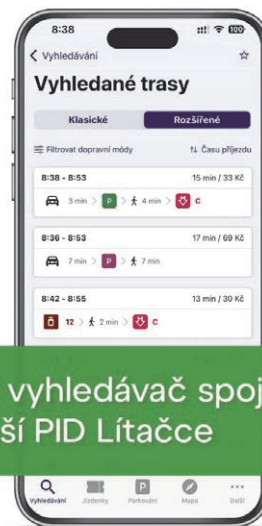 8:38
100
Vyhledávání
Vyhledané trasy
Klasické
Rozšířené
Filtrovat dopravní módy
Času příjezdu
8:38 - 8:53
15 min / 33 Kč
3 min > P > 4 min > C
8:36 - 8:53
17 min / 69 Kč
7 min > P > 7 min
8:42 - 8:55
13 min / 30 Kč
12 > 2 min > C
vyhledávač spoj
ší PID Lítačce
Vyhledávání
Jízdenky
P
Parkování
Mapa
Další